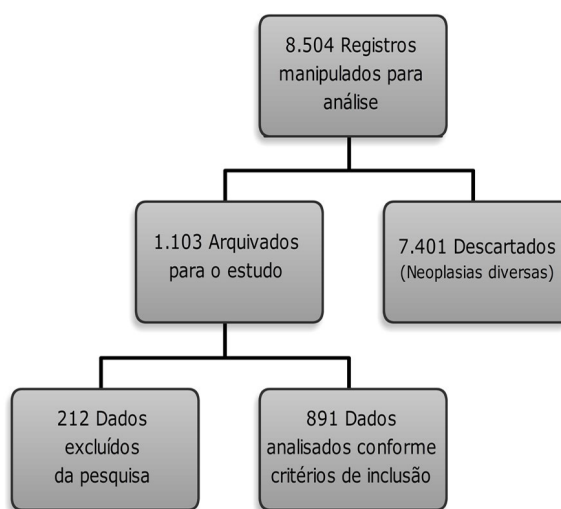 8.504 Registros
manipulados para
análise
1.103 Arquivados
para o estudo
7.401 Descartados
(Neoplasias diversas)
212 Dados
excluídos
da pesquisa
891 Dados
analisados conforme
critérios de inclusão